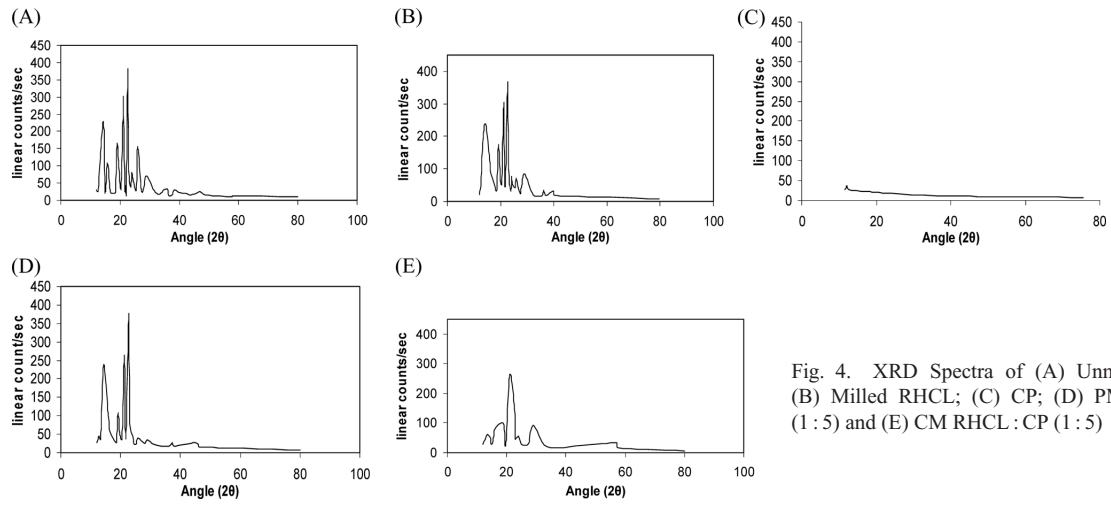 (A)
450
400
350
300
250
200
150
100
50
0
linear counts/sec
0 20 40 60 80 100
Angle (2θ)
(B)
400
300
200
100
0
linear counts/sec
0 20 40 60 80 100
Angle (2θ)
(C)
450
400
350
300
250
200
150
100
50
0
linear counts/sec
0 20 40 60 80
Angle (2θ)
(D)
450
400
350
300
250
200
150
100
50
0
linear count/sec
0 20 40 60 80 100
Angle (2θ)
(E)
400
300
200
100
0
linear counts/sec
0 20 40 60 80 100
Angle (2θ)
Fig. 4. XRD Spectra of (A)
(B) Milled RHCL; (C) CP; (D)
(1 : 5) and (E) CM RHCL : CP (1 : 5)